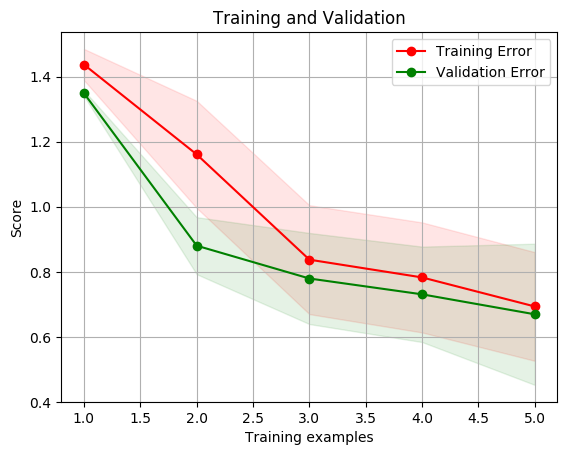 Training and Validation
Training Error
Validation Error
Score
1.4
1.2
1.0
0.8
0.6
0.4
1.0 1.5 2.0 2.5 3.0 3.5 4.0 4.5 5.0
Training examples